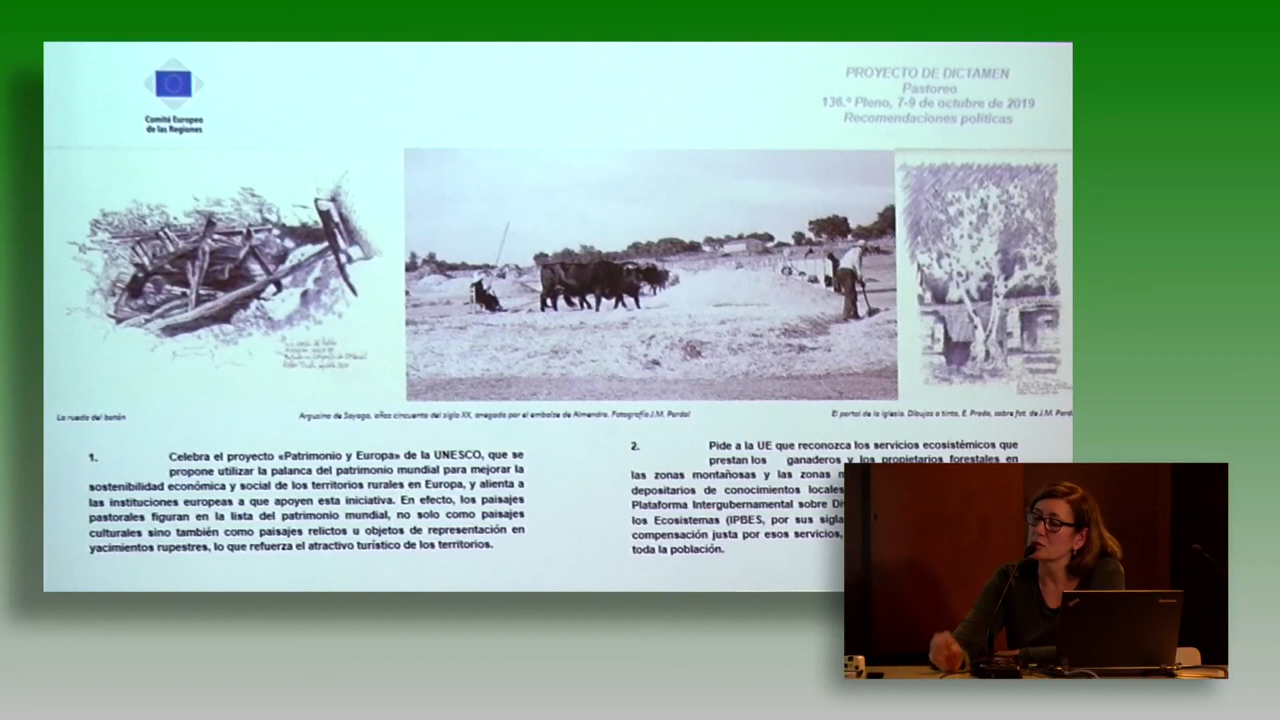 Comité Europeo
de las Regiones
PROYECTO DE DICTAMEN
Pastoreo
136.º Pleno, 7-9 de octubre de 2019
Recomendaciones políticas
La rueda del
Argusino de Sayago, años cincuenta del siglo XX, anegado por el embalse de Almendra. Fotografía J.M. Pardal
El portal de la iglesia. Dibujos a tinta, E. Prada, sobre fot. de J.M. Pard
1. Celebra el proyecto «Patrimonio y Europa» de la UNESCO, que se
propone utilizar la palanca del patrimonio mundial para mejorar la
sostenibilidad económica y social de los territorios rurales en Europa, y alienta a
las instituciones europeas a que apoyen esta iniciativa. En efecto, los paisajes
pastorales figuran en la lista del patrimonio mundial, no solo como paisajes
culturales sino también como paisajes relictos u objetos de representación en
yacimientos rupestres, lo que refuerza el atractivo turístico de los territorios.
2. Pide a la UE que reconozca los servicios ecosistémicos que
prestan los ganaderos y los propietarios forestales en
las zonas montañosas y las zonas
depositarios de conocimientos locales
Plataforma Intergubernamental sobre Di
los Ecosistemas (IPBES, por sus sigla
compensación justa por esos servicios,
toda la población.